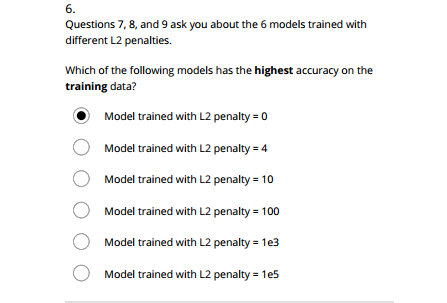 6.
Questions 7, 8, and 9 ask you about the 6 models trained with
different L2 penalties.
Which of the following models has the highest accuracy on the
training data?
Model trained with L2 penalty = 0
Model trained with L2 penalty = 4
Model trained with L2 penalty = 10
Model trained with L2 penalty = 100
Model trained with L2 penalty = 1e3
Model trained with L2 penalty = 1e5